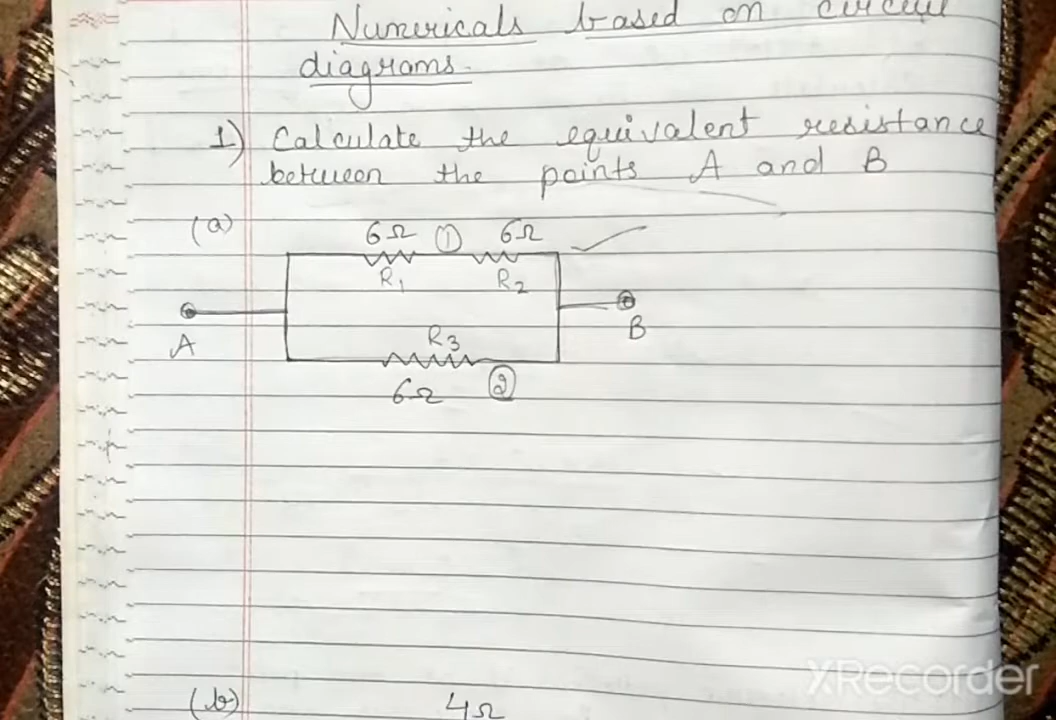 Numericals based on circuit
diagrams.
1) Calculate the equivalent resistance
between the points A and B
(a)
6Ω ① 6Ω
R1 R2
A B
R3
6Ω ②
(b) 4Ω
XRecorder